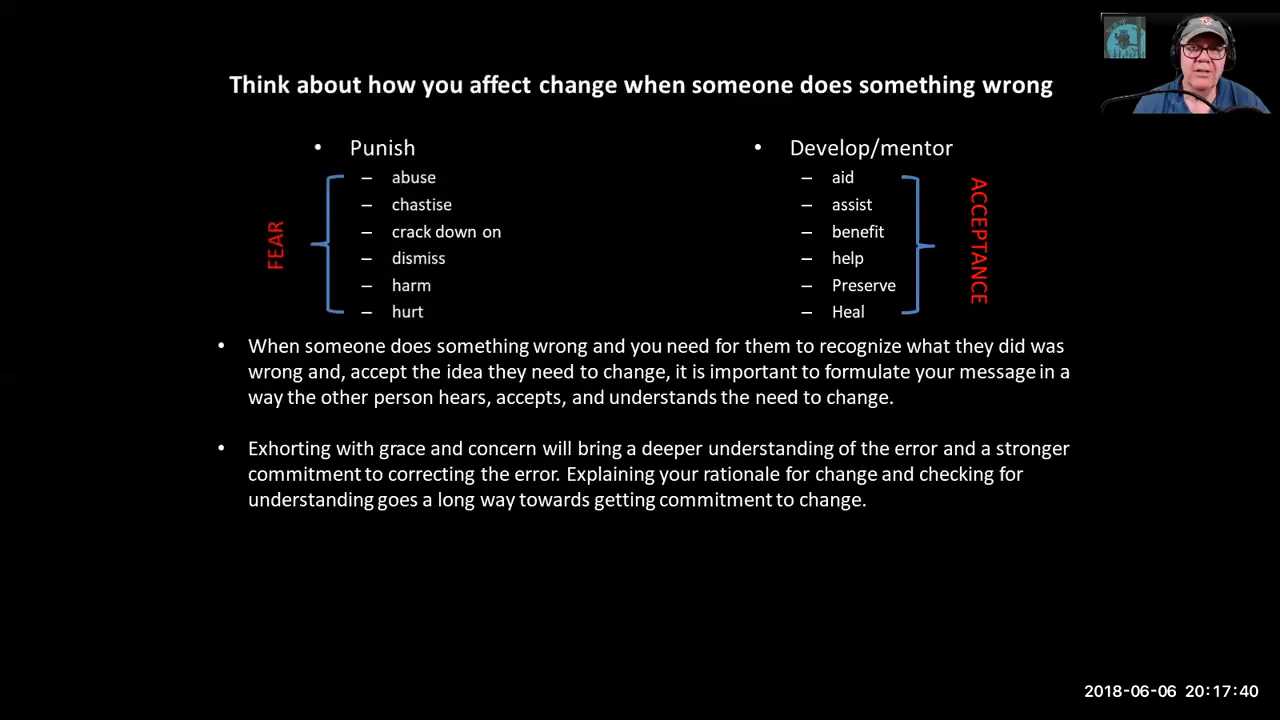 Think about how you affect change when someone does something wrong
• Punish
– abuse
– chastise
– crack down on
– dismiss
– harm
– hurt
FEAR
• Develop/mentor
– aid
– assist
– benefit
– help
– Preserve
– Heal
ACCEPTANCE
• When someone does something wrong and you need for them to recognize what they did was
wrong and, accept the idea they need to change, it is important to formulate your message in a
way the other person hears, accepts, and understands the need to change.
• Exhorting with grace and concern will bring a deeper understanding of the error and a stronger
commitment to correcting the error. Explaining your rationale for change and checking for
understanding goes a long way towards getting commitment to change.
2018-06-06 20:17:40